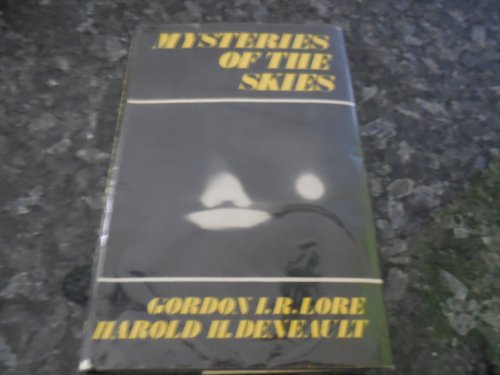 MYSTERIES
OF THE
SKIES
GORDON I.R. LORE
HAROLD H. DENEAULT